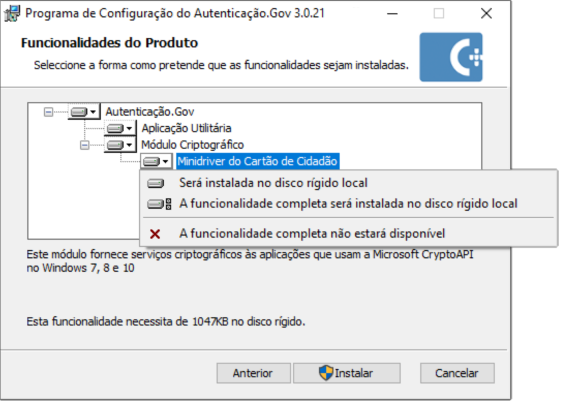 Programa de Configuração do Autenticação.Gov 3.0.21
Funcionalidades do Produto
Seleccione a forma como pretende que as funcionalidades sejam instaladas.
Autenticação.Gov
Aplicação Utilitária
Módulo Criptográfico
Minidriver do Cartão de Cidadão
Será instalada no disco rígido local
A funcionalidade completa será instalada no disco rígido local
A funcionalidade completa não estará disponível
Este módulo fornece serviços criptográficos às aplicações que usam a Microsoft CryptoAPI
no Windows 7, 8 e 10
Esta funcionalidade necessita de 1047KB no disco rígido.
Anterior
Instalar
Cancelar